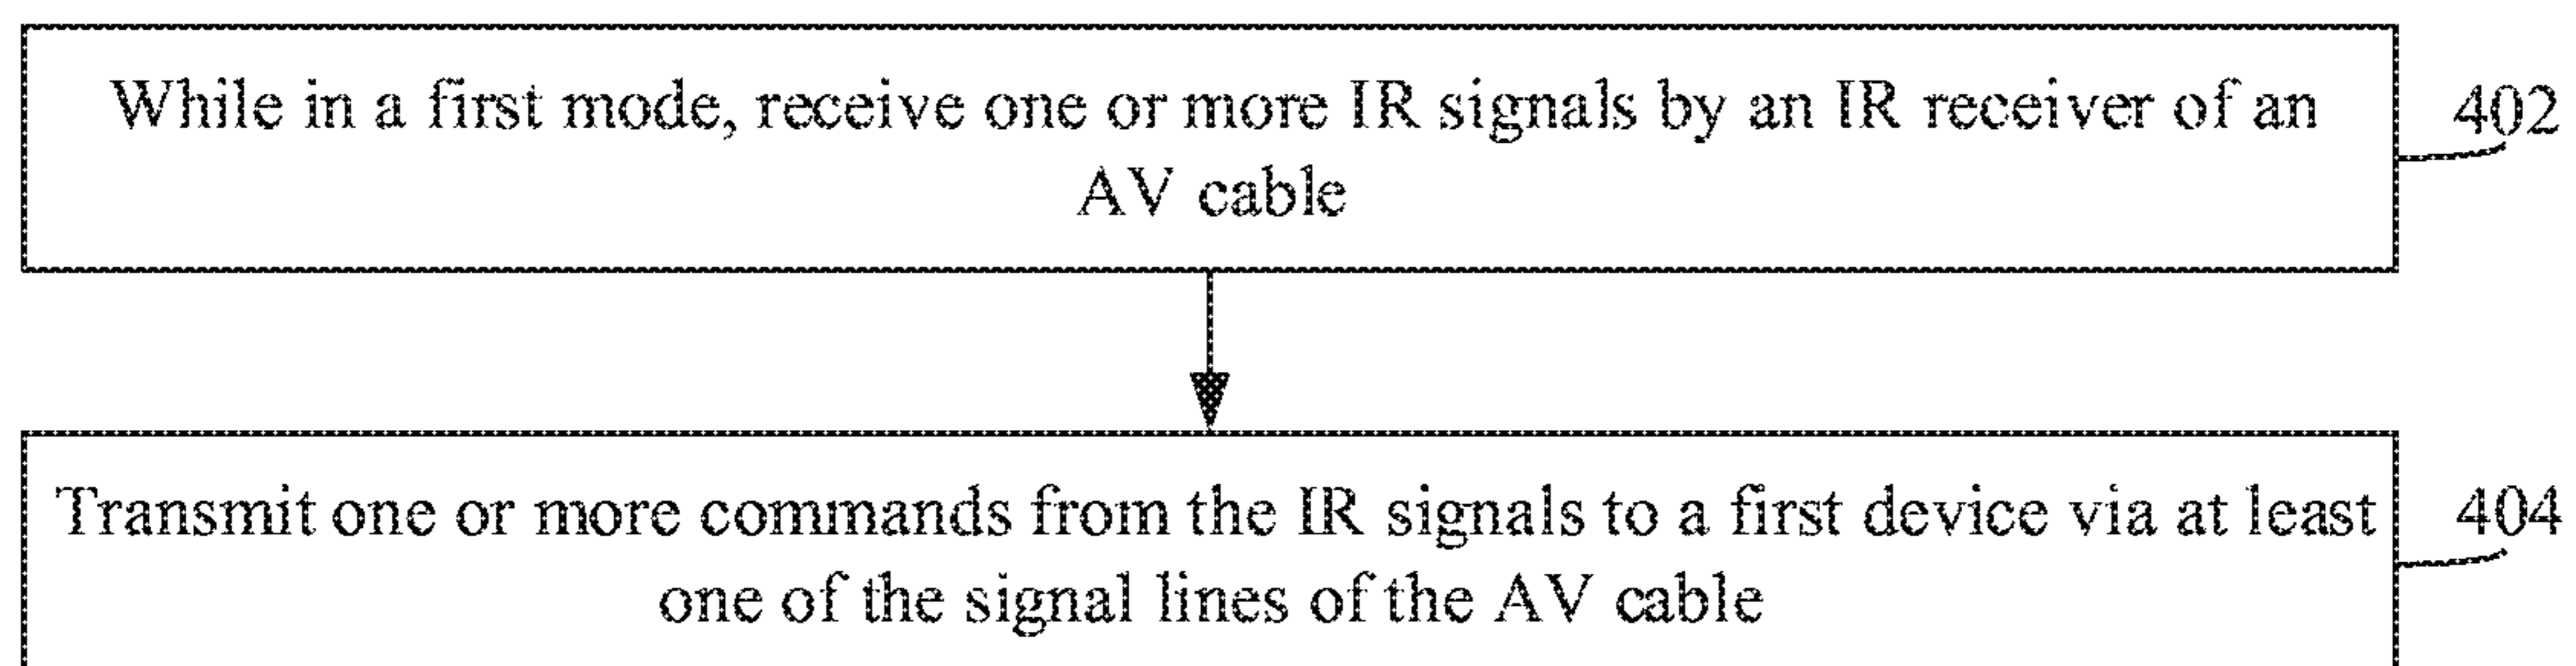 While in a first mode, receive one or more IR signals by an IR receiver of an
AV cable
402
Transmit one or more commands from the IR signals to a first device via at least
one of the signal lines of the AV cable
404